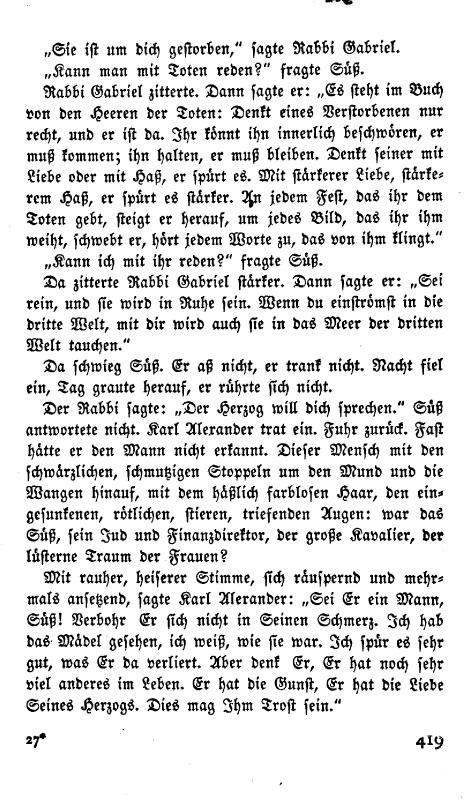 „Sie ist um dich gestorben,“ sagte Rabbi Gabriel.
„Kann man mit Toten reden?“ fragte Süß.
Rabbi Gabriel zitterte. Dann sagte er: „Es steht im Buch
von den Heeren der Toten: Denkt eines Verstorbenen nur
recht, und er ist da. Ihr könnt ihn innerlich beschwören, er
muß kommen; ihn halten, er muß bleiben. Denkt seiner mit
Liebe oder mit Haß, er spürt es. Mit stärkerer Liebe, stärke-
rem Haß, er spürt es stärker. An jedem Fest, das ihr dem
Toten gebt, steigt er herauf, um jedes Bild, das ihr ihm
weiht, schwebt er, hört jedem Worte zu, das von ihm klingt.“
„Kann ich mit ihr reden?“ fragte Süß.
Da zitterte Rabbi Gabriel stärker. Dann sagte er: „Sei
rein, und sie wird in Ruhe sein. Wenn du einströmst in die
dritte Welt, mit dir wird auch sie in das Meer der dritten
Welt tauchen.“
Da schwieg Süß. Er aß nicht, er trank nicht. Nacht fiel
ein, Tag graute herauf, er rührte sich nicht.
Der Rabbi sagte: „Der Herzog will dich sprechen.“ Süß
antwortete nicht. Karl Alexander trat ein. Fuhr zurück. Fast
hätte er den Mann nicht erkannt. Dieser Mensch mit den
schwärzlichen, schmutzigen Stoppeln um den Mund und die
Wangen hinauf, mit dem häßlich farblosen Haar, den ein-
gesunkenen, rötlichen, stieren, triefenden Augen: war das
Süß, sein Jud und Finanzdirektor, der große Kavalier, der
lüsterne Traum der Frauen?
Mit rauher, heiserer Stimme, sich räuspernd und mehr-
mals ansetzend, sagte Karl Alexander: „Sei Er ein Mann,
Süß! Verbohr Er sich nicht in Seinen Schmerz. Ich hab
das Mädel gesehen, ich weiß, wie sie war. Ich spür es sehr
gut, was Er da verliert. Aber denk Er, Er hat noch sehr
viel anderes im Leben. Er hat die Gunst, Er hat die Liebe
Seines Herzogs. Dies mag Ihm Trost sein.“
27* 419